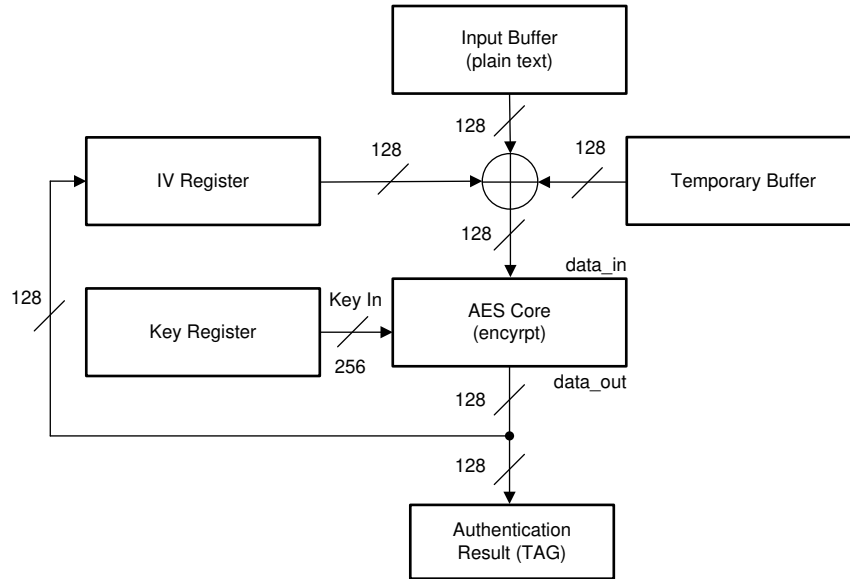 Input Buffer
(plain text)
128
128
128
IV Register
Temporary Buffer
128
data_in
128
Key In
Key Register
AES Core
(encyrpt)
256
data_out
128
128
Authentication
Result (TAG)